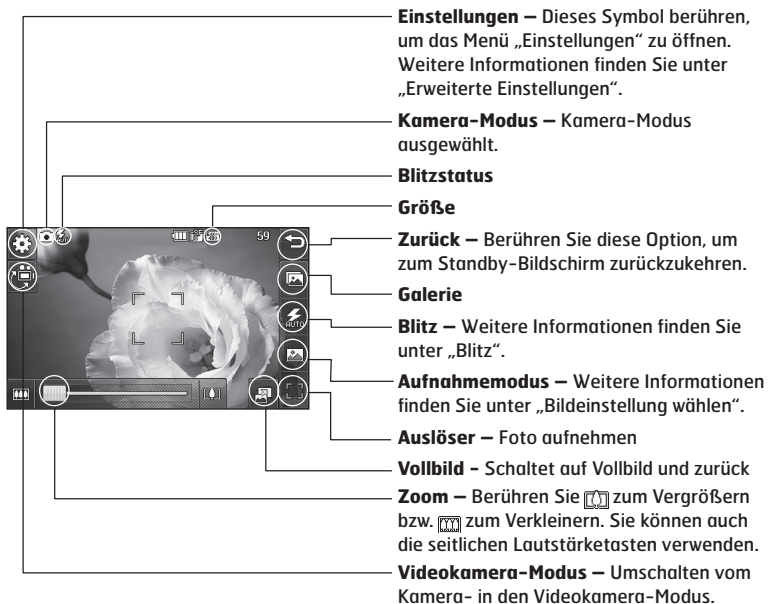 Einstellungen – Dieses Symbol berühren,
um das Menü „Einstellungen“ zu öffnen.
Weitere Informationen finden Sie unter
„Erweiterte Einstellungen“.
Kamera-Modus – Kamera-Modus
ausgewählt.
Blitzstatus
Größe
59
Zurück – Berühren Sie diese Option, um
zum Standby-Bildschirm zurückzukehren.
Galerie
AUTO
Blitz – Weitere Informationen finden Sie
unter „Blitz“.
Aufnahmemodus – Weitere Informationen
finden Sie unter „Bildeinstellung wählen“.
Auslöser – Foto aufnehmen
Vollbild - Schaltet auf Vollbild und zurück
Zoom – Berühren Sie zum Vergrößern
bzw. zum Verkleinern. Sie können auch
die seitlichen Lautstärketasten verwenden.
Videokamera-Modus – Umschalten vom
Kamera- in den Videokamera-Modus.